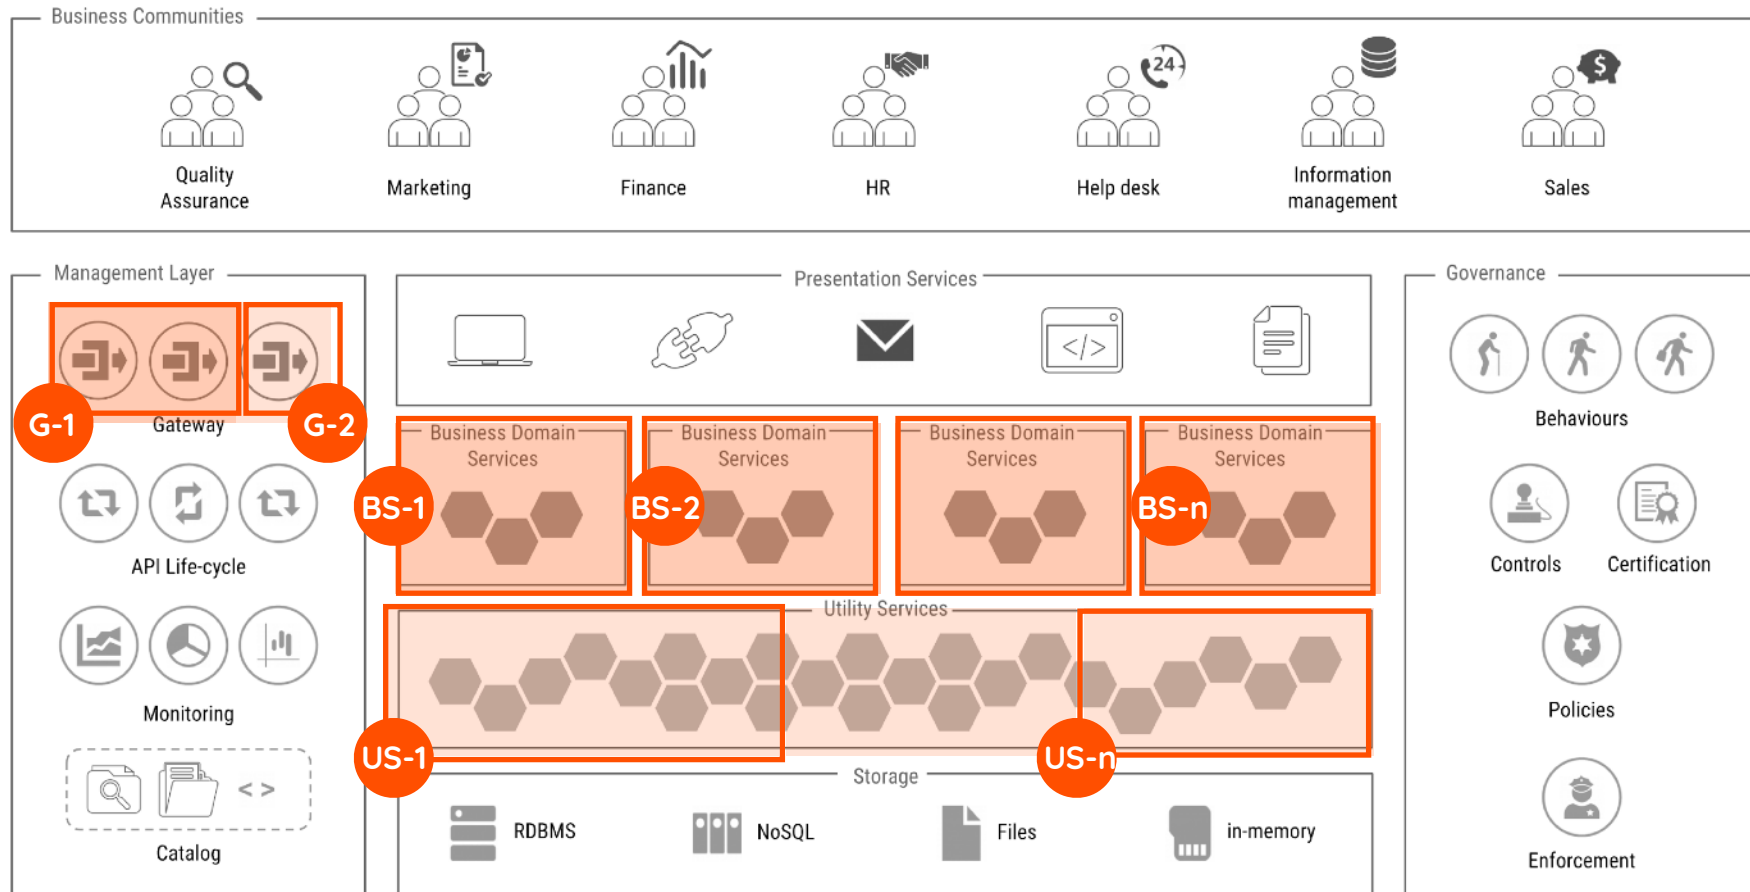 Business Communities
24
$
Quality
Assurance
Marketing
Finance
HR
Help desk
Information
management
Sales
Management Layer
Presentation Services
Governance
</>
G-1
Gateway
G-2
Behaviours
Business Domain
Services
Business Domain
Services
Business Domain
Services
Business Domain
Services
BS-1
BS-2
BS-n
API Life-cycle
Controls
Certification
Utility Services
Monitoring
Policies
US-1
US-n
Storage
< >
RDBMS
NoSQL
Files
in-memory
Catalog
Enforcement